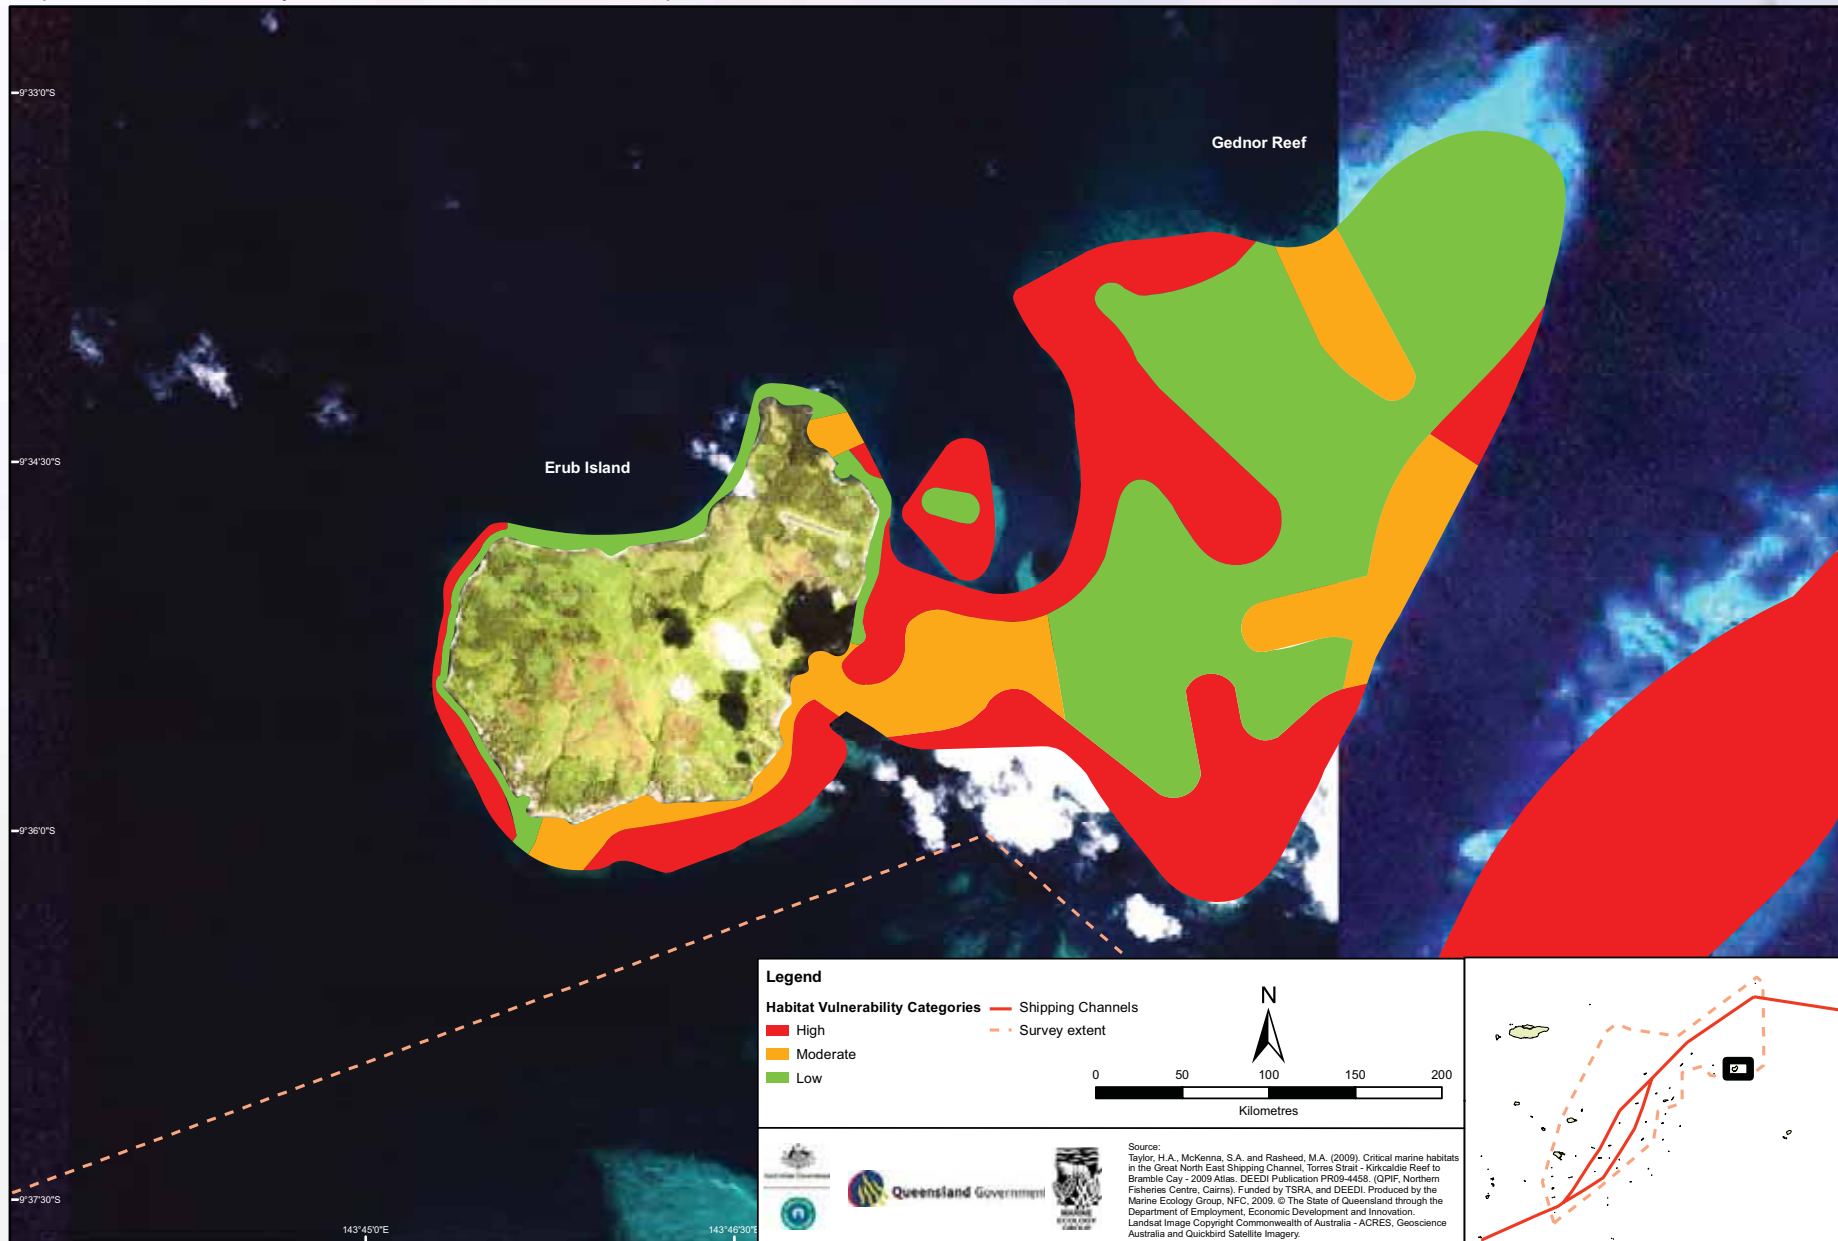 9°33'0"S
Gednor Reef
9°34'30"S
Erub Island
9°36'0"S
9°37'30"S
143°45'0"E
143°46'30"E
Legend
Habitat Vulnerability Categories
High
Moderate
Low
Shipping Channels
Survey extent
N
0 50 100 150 200
Kilometres
Queensland Government
MARINE
ECOLOGY
GROUP
Source:
Taylor, H.A., McKenna, S.A. and Rasheed, M.A. (2009). Critical marine habitats
in the Great North East Shipping Channel, Torres Strait - Kirkcaldie Reef to
Bramble Cay - 2009 Atlas. DEEDI Publication PR09-4458. (QPIF, Northern
Fisheries Centre, Cairns). Funded by TSRA, and DEEDI. Produced by the
Marine Ecology Group, NFC, 2009. © The State of Queensland through the
Department of Employment, Economic Development and Innovation.
Landsat Image Copyright Commonwealth of Australia - ACRES, Geoscience
Australia and Quickbird Satellite Imagery.